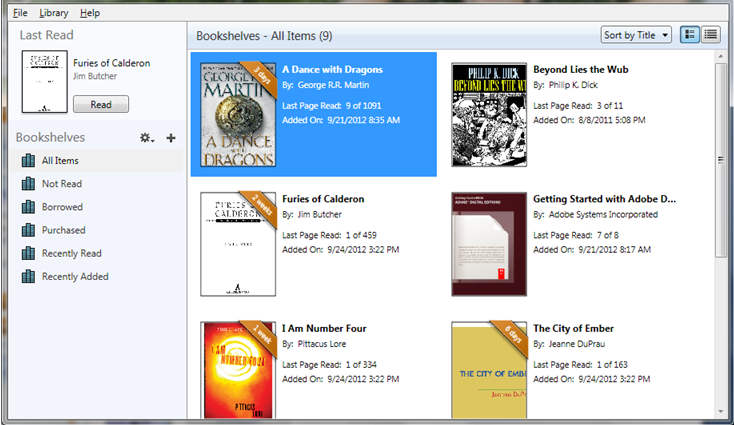 File Library Help
Last Read
Furies of Calderon
Jim Butcher
Read
Bookshelves
All Items
Not Read
Borrowed
Purchased
Recently Read
Recently Added
Bookshelves - All Items (9)
Sort by Title
3 days
GEORGE R.R.
MARTIN
A DANCE
WITH
DRAGONS
A Dance with Dragons
By: George R.R. Martin
Last Page Read: 9 of 1091
Added On: 9/21/2012 8:35 AM
PHILIP K. DICK
BEYOND LIES THE WUB
Beyond Lies the Wub
By: Philip K. Dick
Last Page Read: 3 of 11
Added On: 8/8/2011 5:08 PM
2 weeks
FURIES OF
CALDERON
Furies of Calderon
By: Jim Butcher
Last Page Read: 1 of 459
Added On: 9/24/2012 3:22 PM
Getting Started with
ADOBE® DIGITAL EDITIONS
Getting Started with Adobe D...
By: Adobe Systems Incorporated
Last Page Read: 7 of 8
Added On: 9/21/2012 8:17 AM
1 week
I AM
NUMBER FOUR
PITTACUS
LORE
I Am Number Four
By: Pittacus Lore
Last Page Read: 1 of 334
Added On: 9/24/2012 3:22 PM
6 days
THE CITY OF EMB
Jeanne DuPr
The City of Ember
By: Jeanne DuPrau
Last Page Read: 1 of 163
Added On: 9/24/2012 3:22 PM